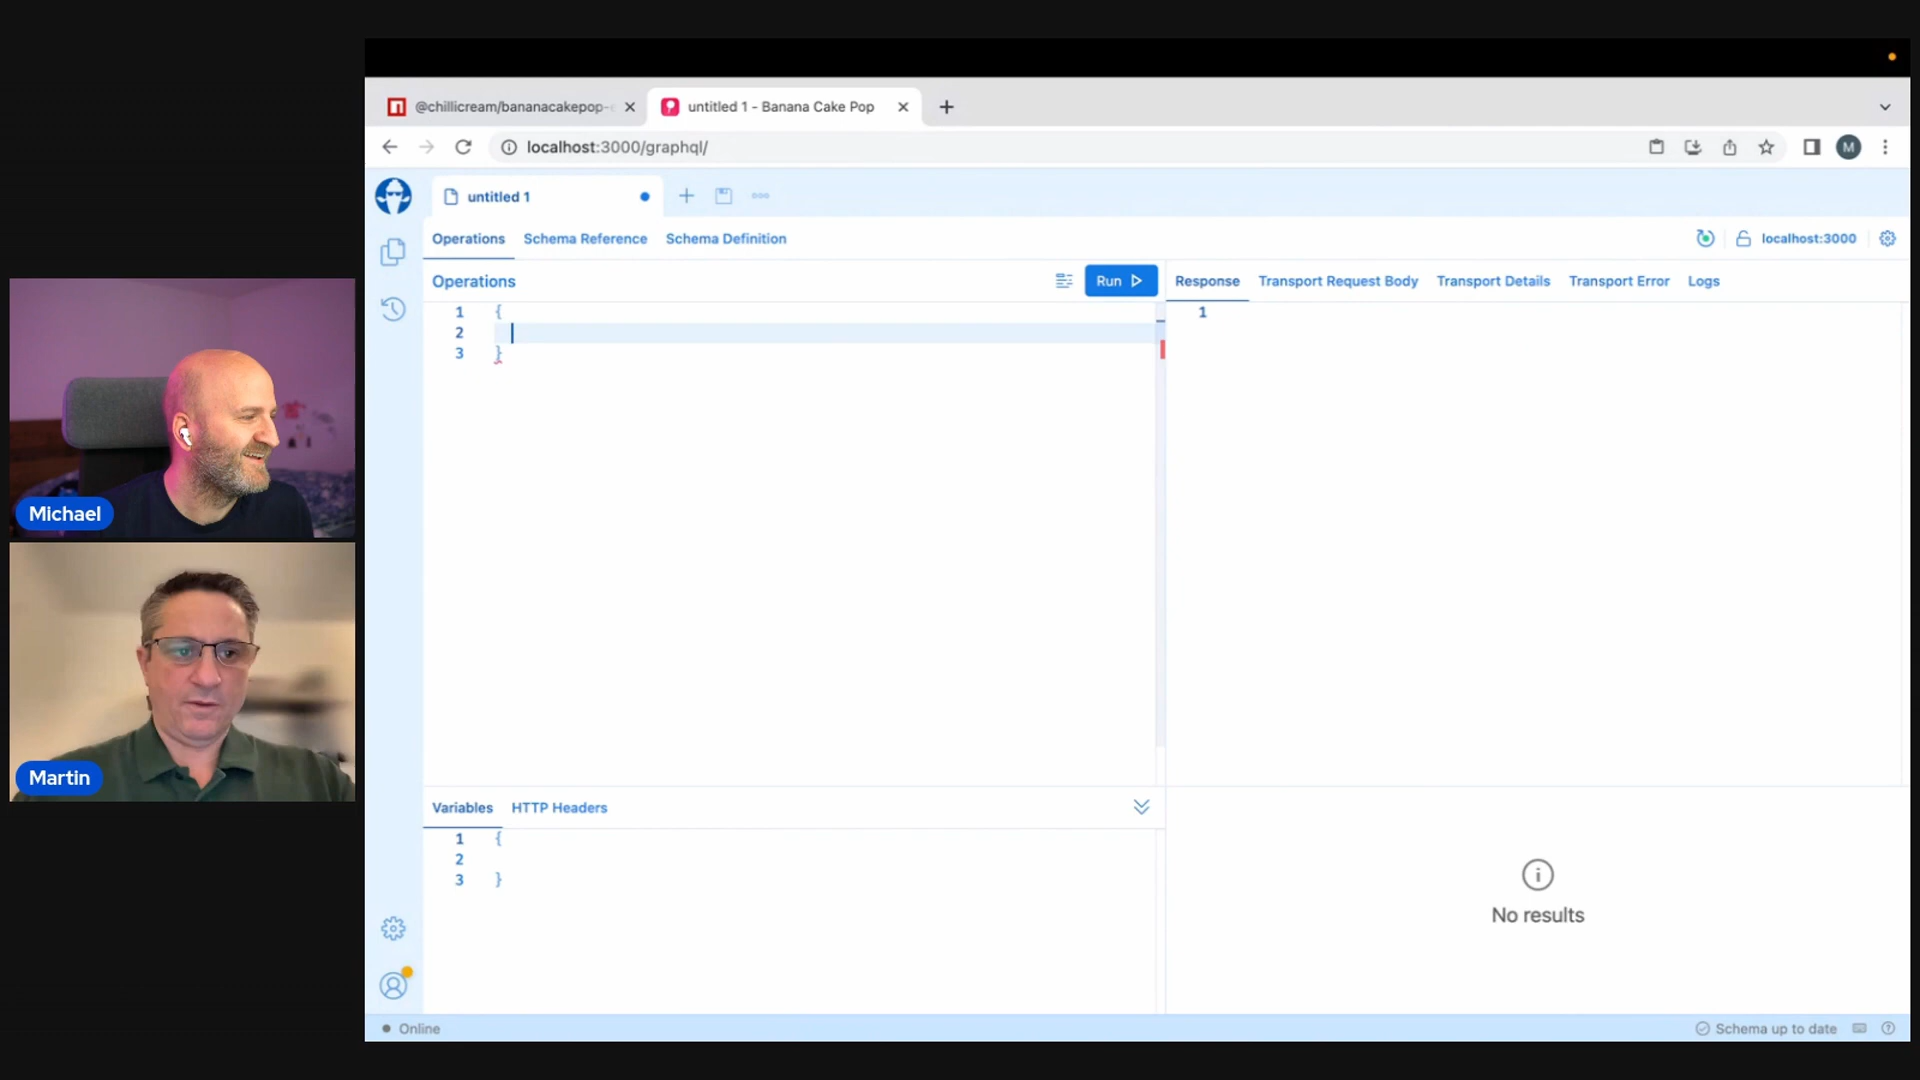 @chillicream/bananacakepop-
untitled 1 - Banana Cake Pop
localhost:3000/graphql/
M
untitled 1
Operations Schema Reference Schema Definition
localhost:3000
Operations
Run
Response Transport Request Body Transport Details Transport Error Logs
1 {
2
3 }
1
Michael
Martin
Variables HTTP Headers
1 {
2
3 }
No results
Online
Schema up to date